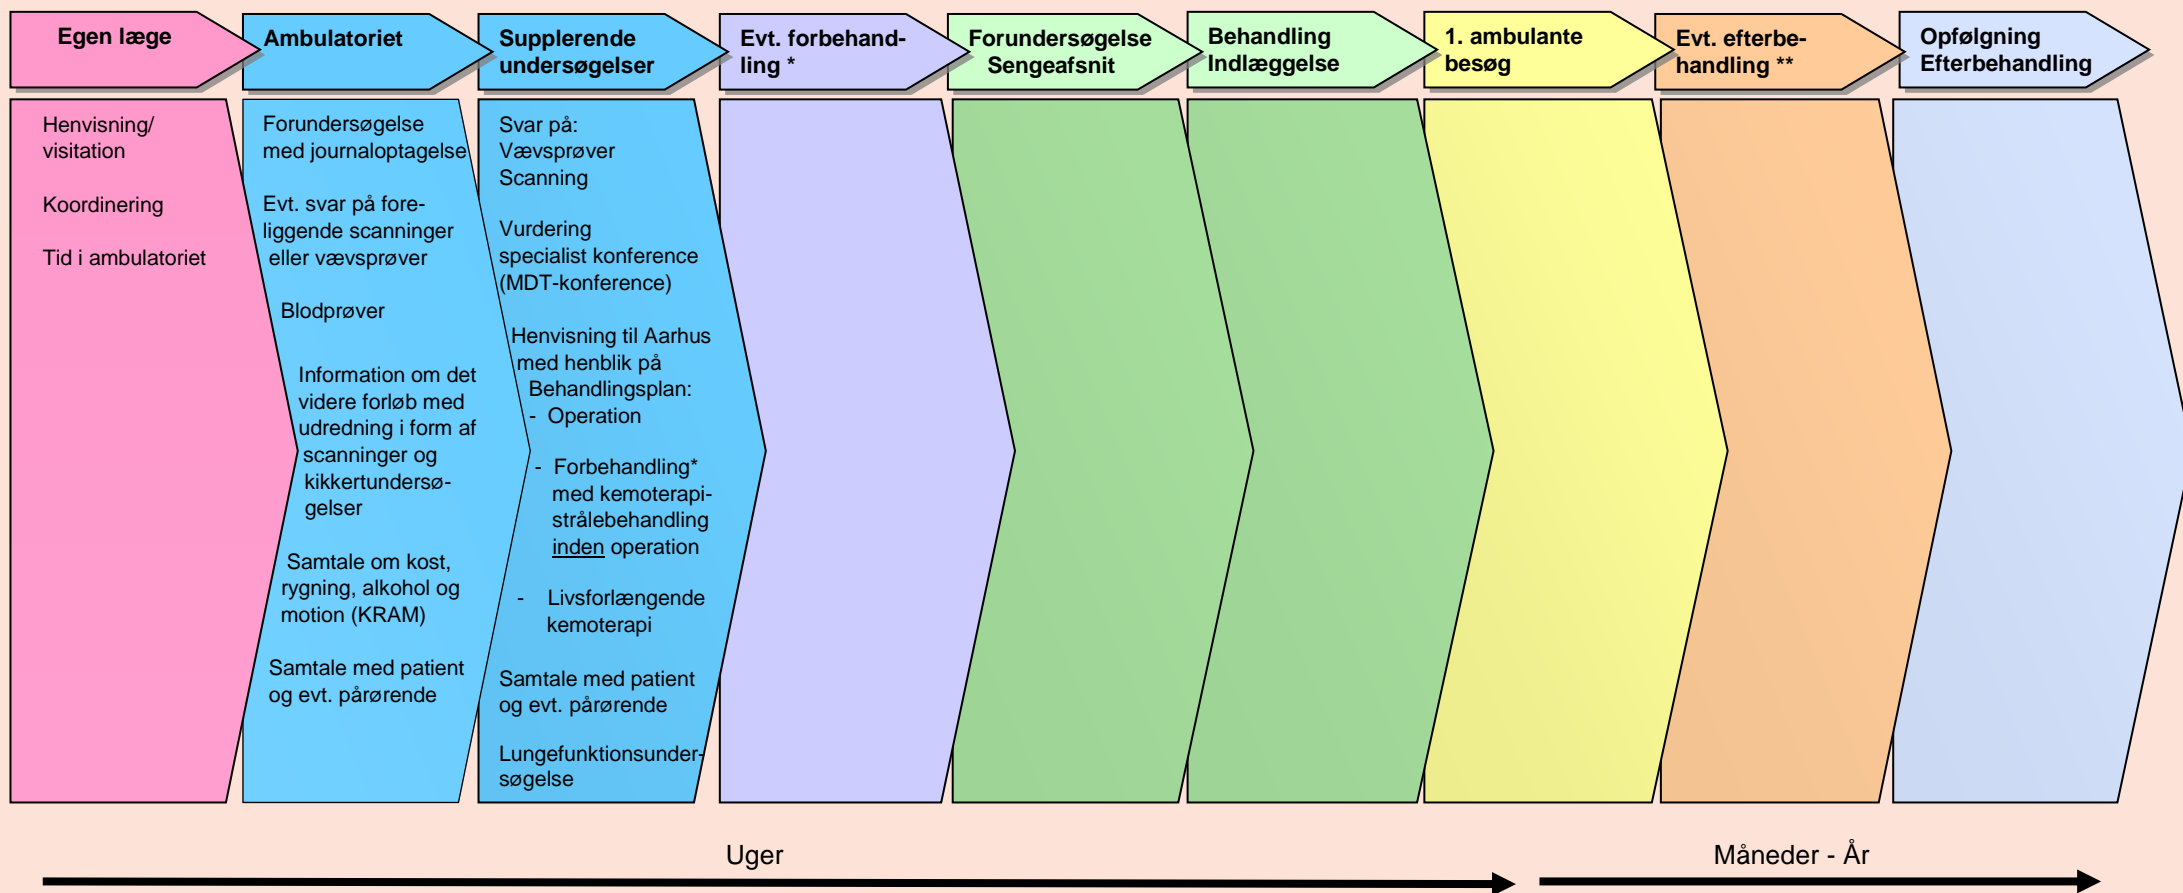 Egen læge
Ambulatoriet
Supplerende
undersøgelser
Evt. forbehand-
ling *
Forundersøgelse
Sengeafsnit
Behandling
Indlæggelse
1. ambulante
besøg
Evt. efterbe-
handling **
Opfølgning
Efterbehandling
Henvisning/
visitation
Koordinering
Tid i ambulatoriet
Forundersøgelse
med journaloptagelse
Evt. svar på fore-
liggende scanninger
eller vævsprøver
Blodprøver
Information om det
videre forløb med
udredning i form af
scanninger og
kikkertundersø-
gelser
Samtale om kost,
rygning, alkohol og
motion (KRAM)
Samtale med patient
og evt. pårørende
Svar på:
Vævsprøver
Scanning
Vurdering
specialist konference
(MDT-konference)
Henvisning til Aarhus
med henblik på
Behandlingsplan:
- Operation
- Forbehandling*
med kemoterapi-
strålebehandling
inden operation
- Livsforlængende
kemoterapi
Samtale med patient
og evt. pårørende
Lungefunktionsunder-
søgelse
Uger
Måneder - År